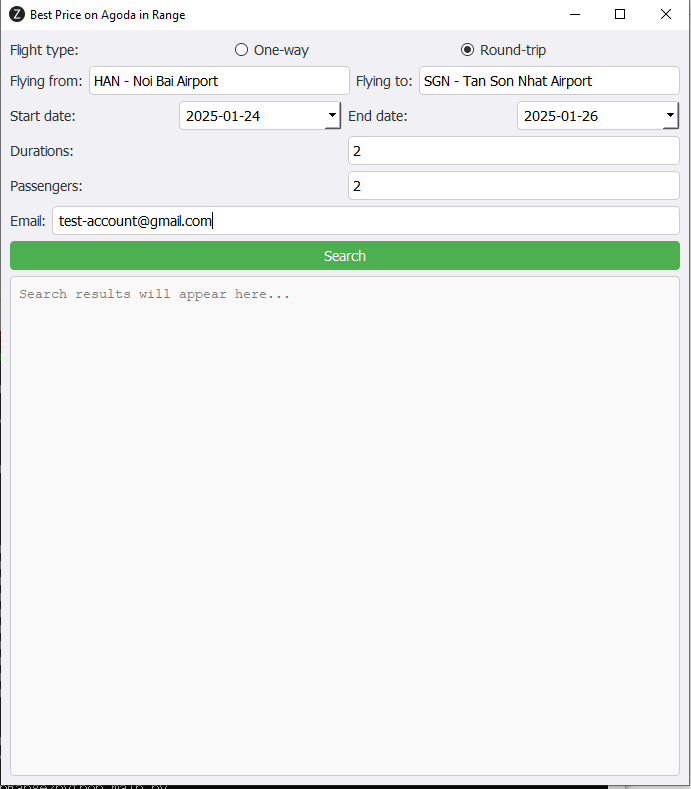 Z Best Price on Agoda in Range
Flight type: One-way Round-trip
Flying from: HAN - Noi Bai Airport Flying to: SGN - Tan Son Nhat Airport
Start date: 2025-01-24 End date: 2025-01-26
Durations: 2
Passengers: 2
Email: test-account@gmail.com
Search
Search results will appear here...